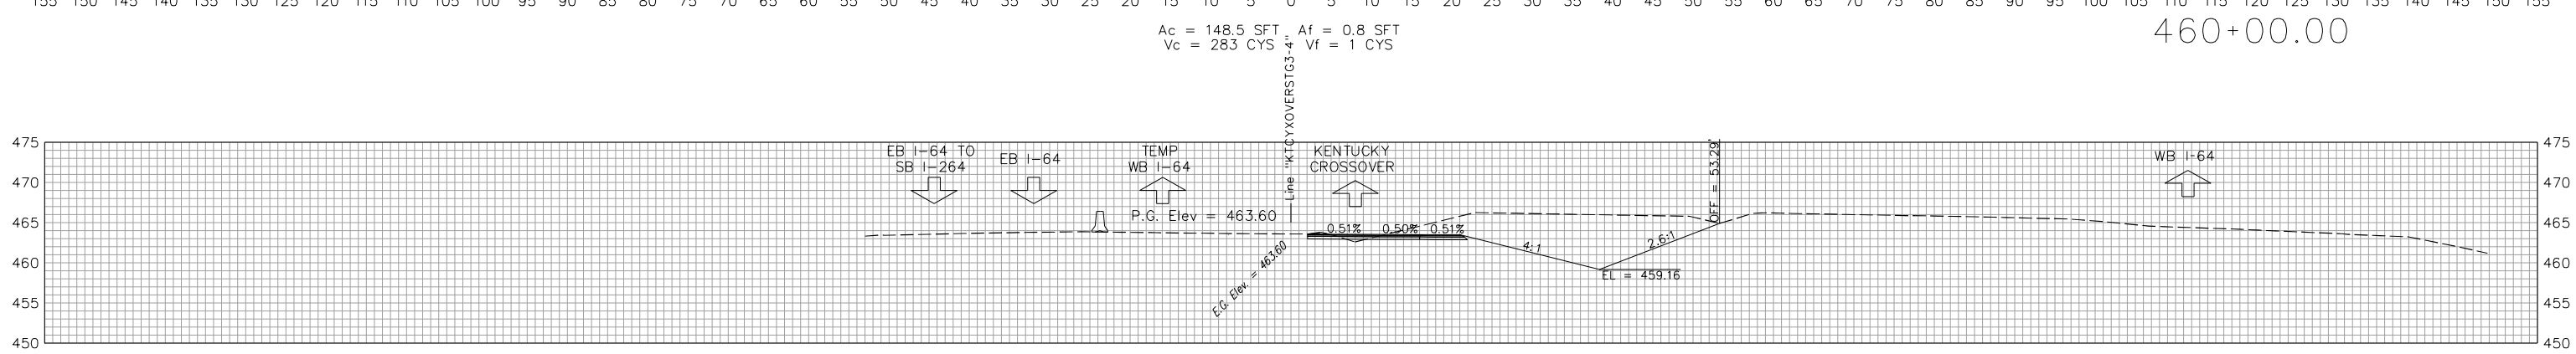 155 150 145 140 135 130 125 120 115 110 105 100 95 90 85 80 75 70 65 60 55 50 45 40 35 30 25 20 15 10 5 0 5 10 15 20 25 30 35 40 45 50 55 60 65 70 75 80 85 90 95 100 105 110 115 120 125 130 135 140 145 150 155
Ac = 148.5 SFT Af = 0.8 SFT
Vc = 283 CYS Vf = 1 CYS
460+00.00
Line "KTCYXOVERSTG3-4"
475 475
EB I-64 TO
SB I-264
EB I-64
TEMP
WB I-64
KENTUCKY
CROSSOVER
OFF = 53.29'
WB I-64
470 470
P.G. Elev = 463.60
465 465
0.51% 0.50% 0.51%
4:1
2.6:1
E.G. Elev. = 463.60
460 460
EL = 459.16
455 455
450 450